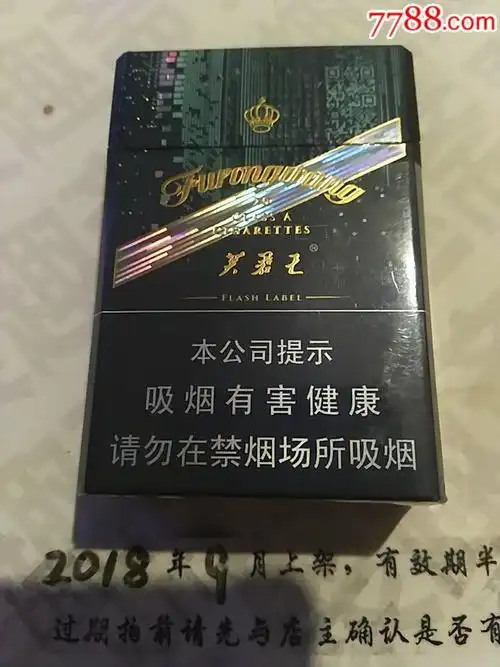 7788.com
Furongwang
CLASS A
CIGARETTES
芙蓉王®
FLASH LABEL
本公司提示
吸烟有害健康
请勿在禁烟场所吸烟
2018年9月上架，有效期半
过期拍前请先与店主确认是否有